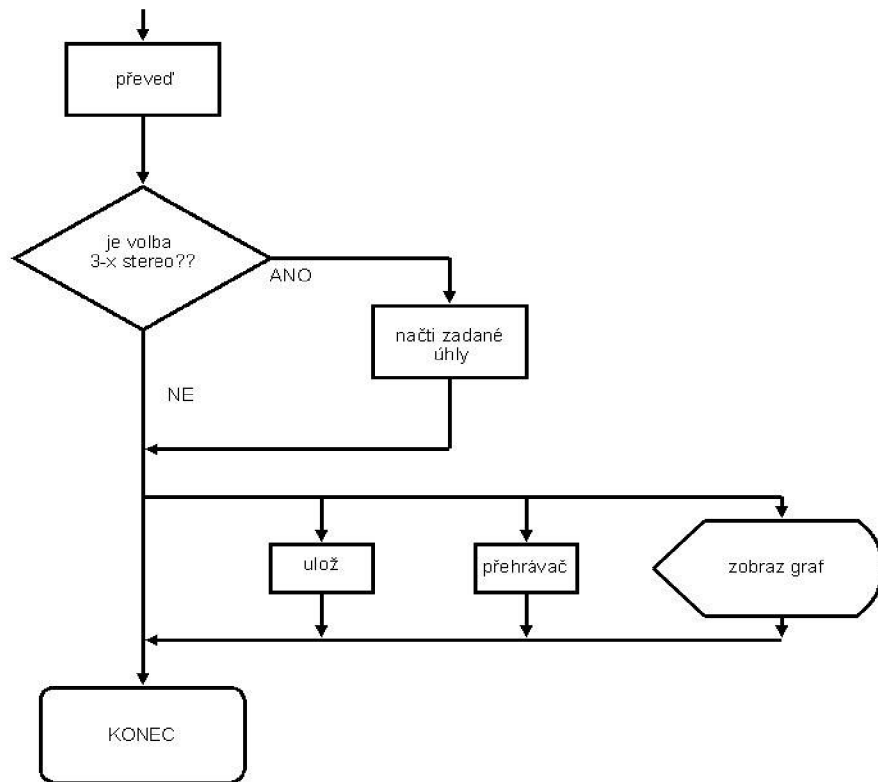 převeď
je volba
3-x stereo??
ANO
načti zadané
úhly
NE
ulož
přehrávač
zobraz graf
KONEC